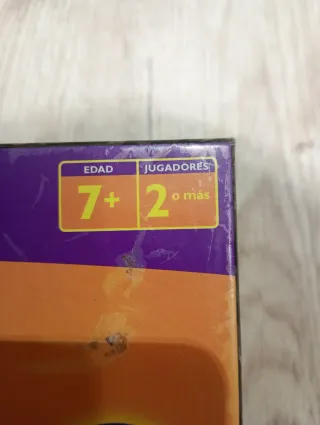 EDAD JUGADORES
7+ 2 o más